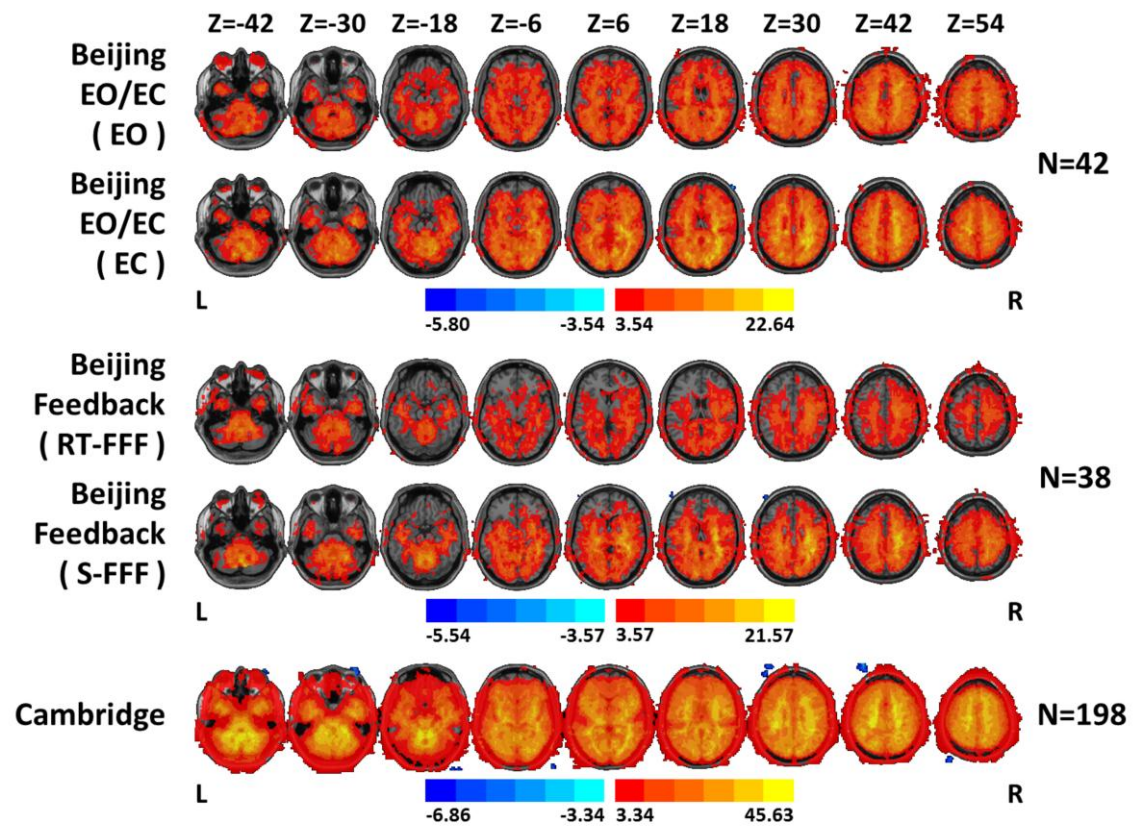 Z=-42 Z=-30 Z=-18 Z=-6 Z=6 Z=18 Z=30 Z=42 Z=54
Beijing
EO/EC
( EO )
N=42
Beijing
EO/EC
( EC )
L R
-5.80 -3.54 3.54 22.64
Beijing
Feedback
( RT-FFF )
N=38
Beijing
Feedback
( S-FFF )
L R
-5.54 -3.57 3.57 21.57
Cambridge N=198
L R
-6.86 -3.34 3.34 45.63